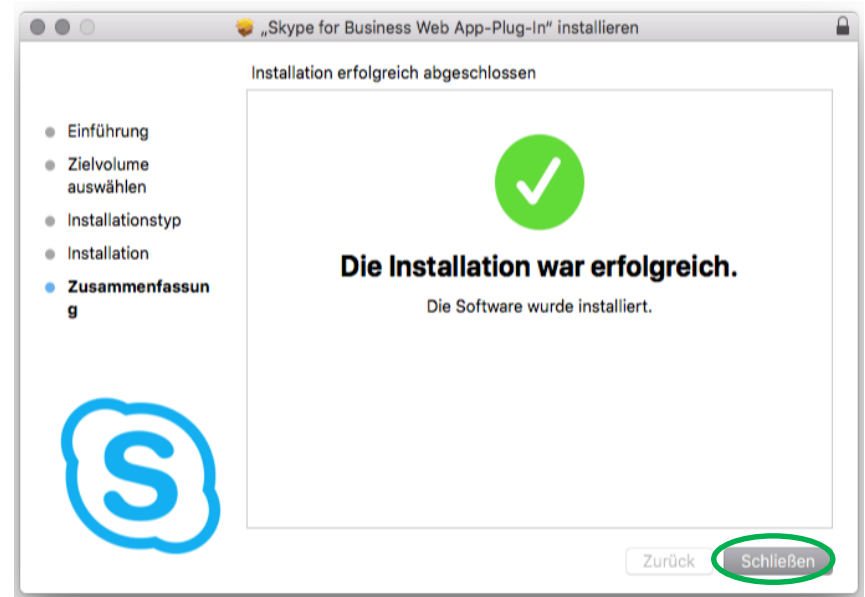 „Skype for Business Web App-Plug-In“ installieren
Installation erfolgreich abgeschlossen
Einführung
Zielvolume
auswählen
Installationstyp
Installation
Zusammenfassun
g
Die Installation war erfolgreich.
Die Software wurde installiert.
S
Zurück
Schließen